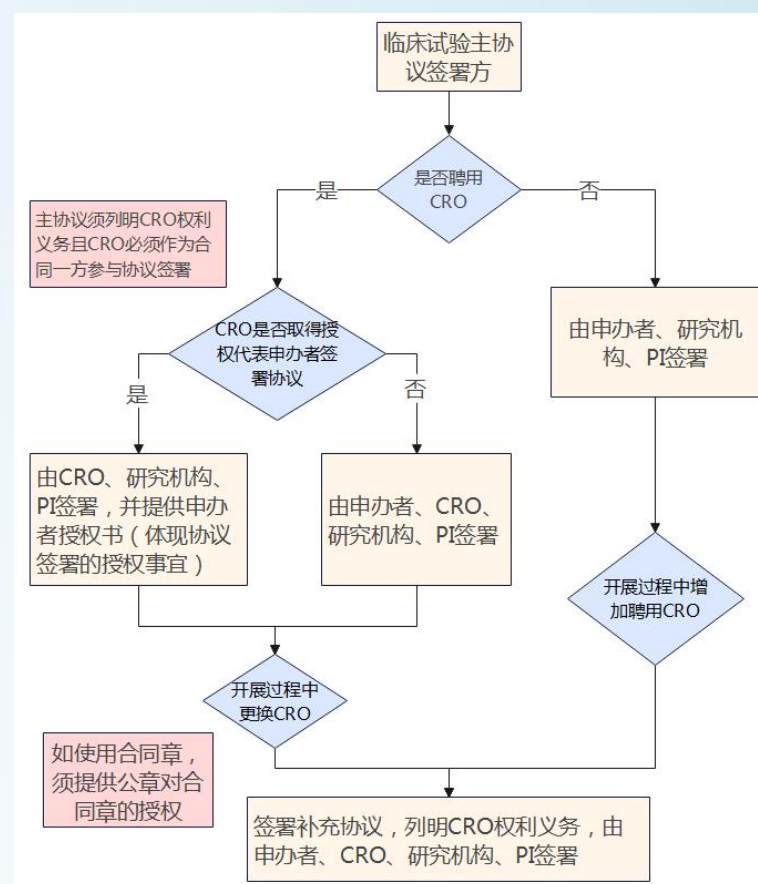 临床试验主协
议签署方
是否聘用
CRO
是
否
主协议须列明CRO权利
义务且CRO必须作为合
同一方参与协议签署
CRO是否取得授
权代表申办者签
署协议
由申办者、研究机
构、PI签署
是
否
由CRO、研究机构、
PI签署，并提供申办
者授权书（体现协议
签署的授权事宜）
由申办者、CRO、
研究机构、PI签署
开展过程中增
加聘用CRO
开展过程中
更换CRO
如使用合同章，
须提供公章对合
同章的授权
签署补充协议，列明CRO权利义务，由
申办者、CRO、研究机构、PI签署